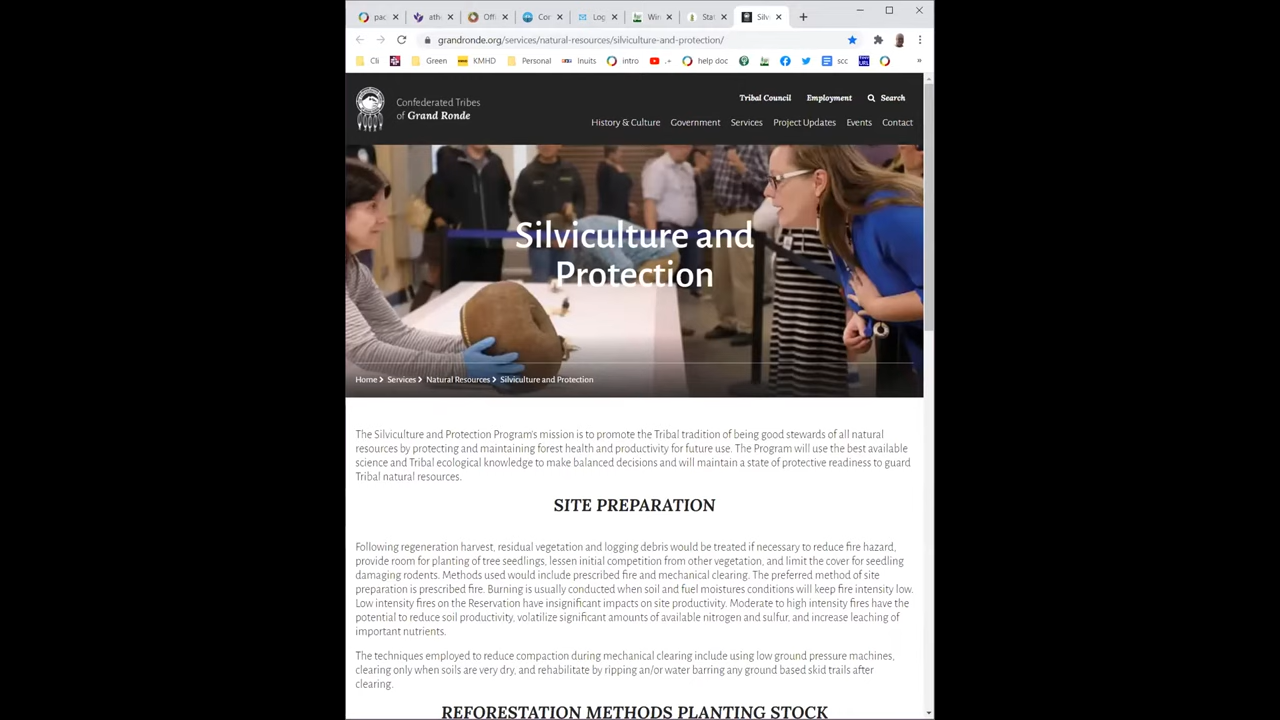 pac
ath
Offi
Cor
Log
Wir
Stat
Silv
grandronde.org/services/natural-resources/silviculture-and-protection/
Cli
Green
KMHD
Personal
Inuits
intro
.+
help doc
scc
»
Confederated Tribes
of Grand Ronde
Tribal Council
Employment
Search
History & Culture
Government
Services
Project Updates
Events
Contact
Silviculture and
Protection
Home > Services > Natural Resources > Silviculture and Protection
The Silviculture and Protection Program's mission is to promote the Tribal tradition of being good stewards of all natural
resources by protecting and maintaining forest health and productivity for future use. The Program will use the best available
science and Tribal ecological knowledge to make balanced decisions and will maintain a state of protective readiness to guard
Tribal natural resources.
SITE PREPARATION
Following regeneration harvest, residual vegetation and logging debris would be treated if necessary to reduce fire hazard,
provide room for planting of tree seedlings, lessen initial competition from other vegetation, and limit the cover for seedling
damaging rodents. Methods used would include prescribed fire and mechanical clearing. The preferred method of site
preparation is prescribed fire. Burning is usually conducted when soil and fuel moistures conditions will keep fire intensity low.
Low intensity fires on the Reservation have insignificant impacts on site productivity. Moderate to high intensity fires have the
potential to reduce soil productivity, volatilize significant amounts of available nitrogen and sulfur, and increase leaching of
important nutrients.
The techniques employed to reduce compaction during mechanical clearing include using low ground pressure machines,
clearing only when soils are very dry, and rehabilitate by ripping an/or water barring any ground based skid trails after
clearing.
REFORESTATION METHODS PLANTING STOCK